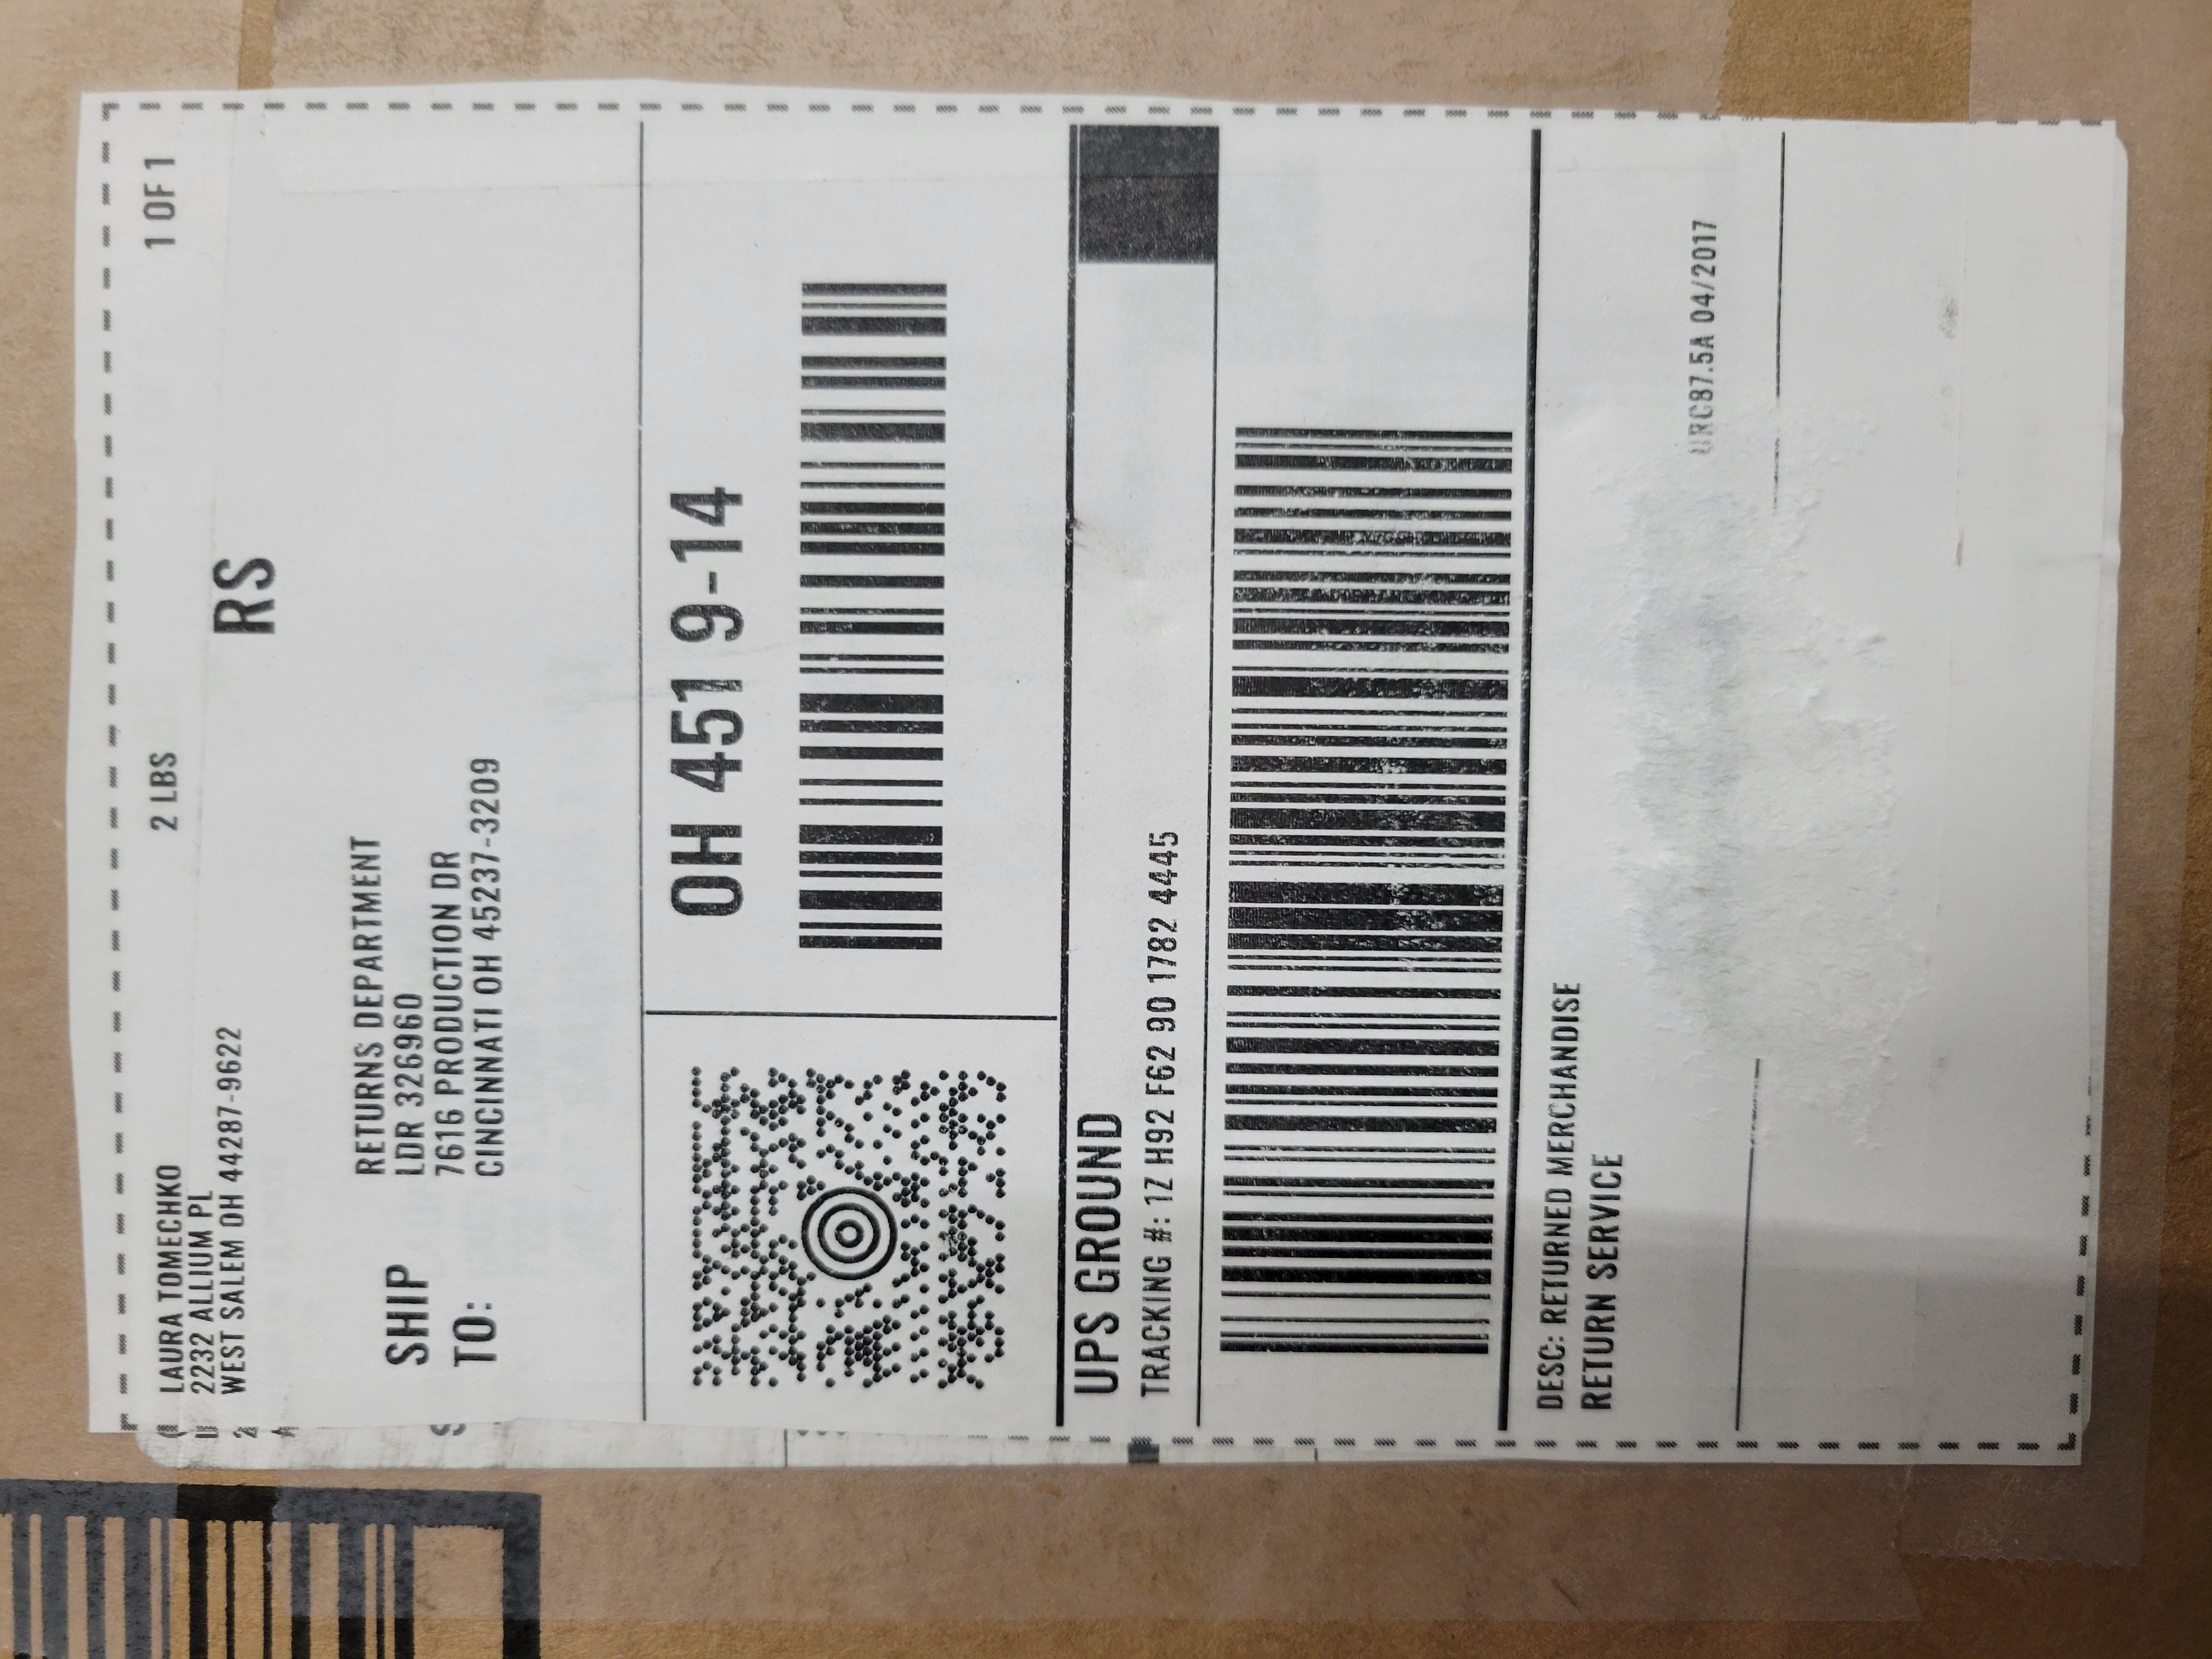 LAURA TOMECHKO
2232 ALLIUM PL
WEST SALEM OH 44287-9622
2 LBS
1 OF 1
RS
SHIP
TO:
RETURNS DEPARTMENT
LDR 326960
7616 PRODUCTION DR
CINCINNATI OH 45237-3209
OH 451 9-14
UPS GROUND
TRACKING #: 1Z H92 F62 90 1782 4445
DESC: RETURNED MERCHANDISE
RETURN SERVICE
URC87.5A 04/2017